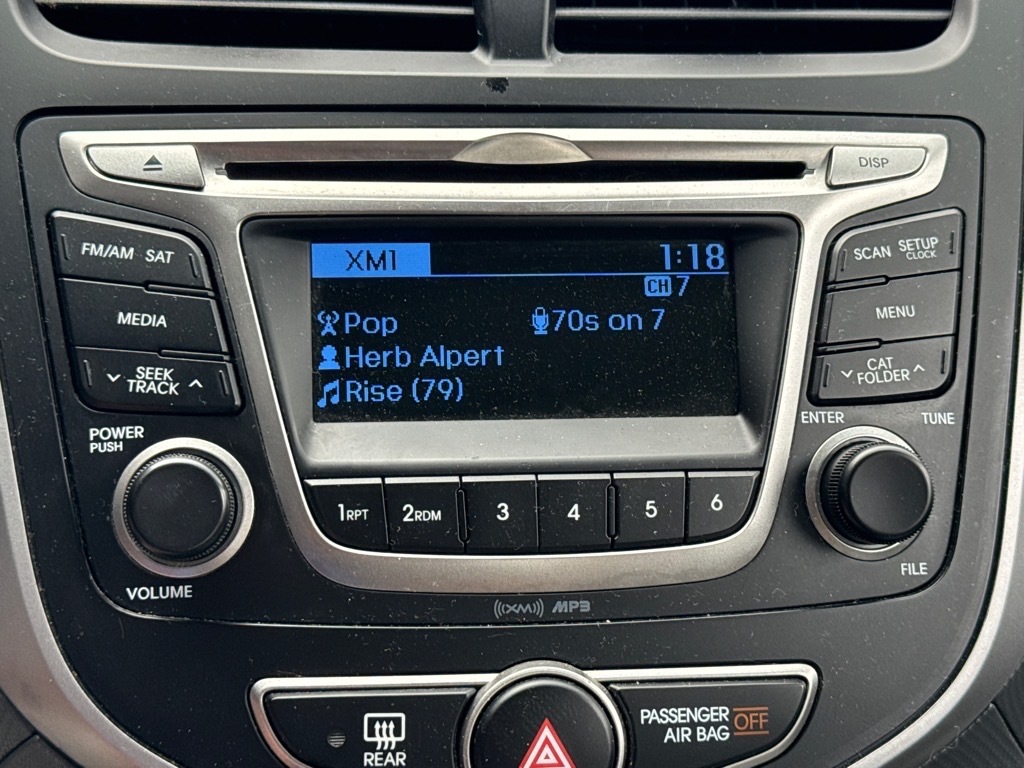 DISP
FM/AM SAT
MEDIA
SEEK
TRACK
POWER
PUSH
VOLUME
XM1 1:18
CH 7
Pop 70s on 7
Herb Alpert
Rise (79)
SCAN SETUP
CLOCK
MENU
CAT
FOLDER
ENTER TUNE
FILE
1RPT 2RDM 3 4 5 6
((XM)) MP3
REAR
PASSENGER OFF
AIR BAG